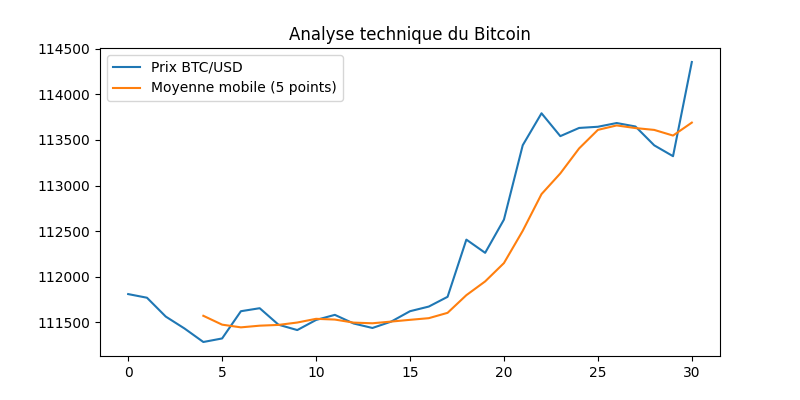 Analyse technique du Bitcoin
Prix BTC/USD
Moyenne mobile (5 points)
114500
114000
113500
113000
112500
112000
111500
0 5 10 15 20 25 30